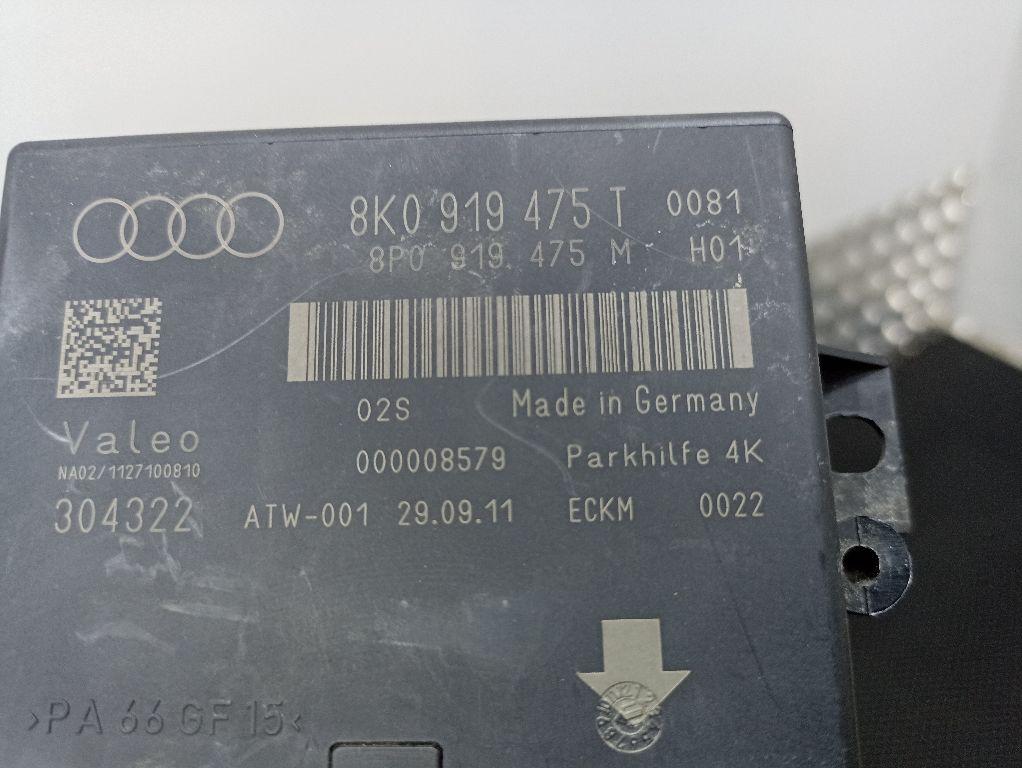 8K0 919 475 T 0081
8P0 919 475 M H01
02S Made in Germany
Valeo
000008579 Parkhilfe 4K
NA02/1127100810
304322 ATW-001 29.09.11 ECKM 0022
>PA 66 GF 15<